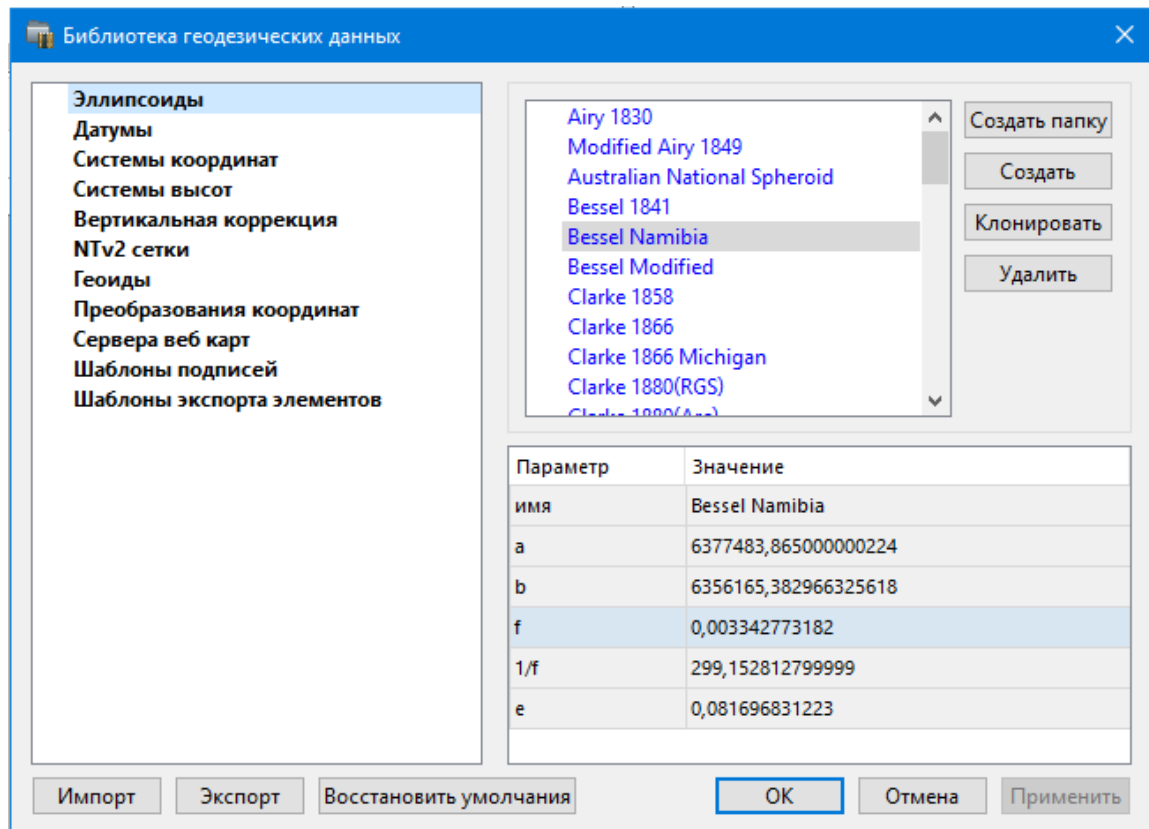 Библиотека геодезических данных
Эллипсоиды
Датумы
Системы координат
Системы высот
Вертикальная коррекция
NTv2 сетки
Геоиды
Преобразования координат
Сервера веб карт
Шаблоны подписей
Шаблоны экспорта элементов
Airy 1830
Modified Airy 1849
Australian National Spheroid
Bessel 1841
Bessel Namibia
Bessel Modified
Clarke 1858
Clarke 1866
Clarke 1866 Michigan
Clarke 1880(RGS)
Clarke 1880(Arc)
Создать папку
Создать
Клонировать
Удалить
Параметр Значение
имя Bessel Namibia
a 6377483,865000000224
b 6356165,382966325618
f 0,003342773182
1/f 299,152812799999
e 0,081696831223
Импорт Экспорт Восстановить умолчания OK Отмена Применить